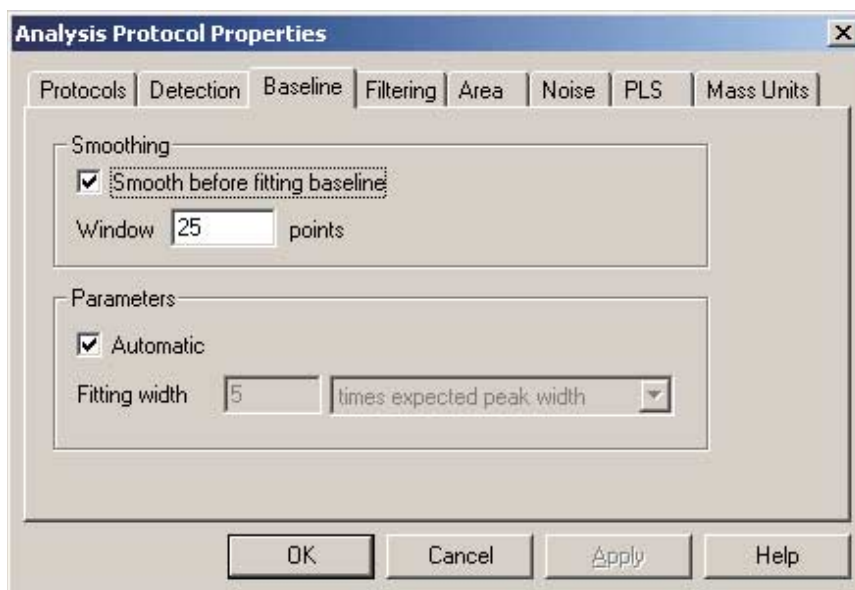 Analysis Protocol Properties
Protocols Detection Baseline Filtering Area Noise PLS Mass Units
Smoothing
Smooth before fitting baseline
Window 25 points
Parameters
Automatic
Fitting width 5 times expected peak width
OK Cancel Apply Help